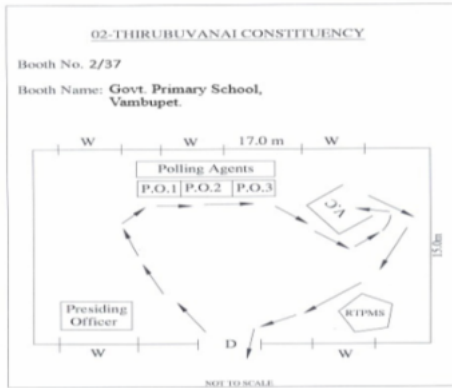 02-THIRUBUVANAI CONSTITUENCY
Booth No. 2/37
Booth Name: Govt. Primary School,
Vambupet.
W W 17.0 m W
Polling Agents
P.O.1 P.O.2 P.O.3
V.C
15.0m
Presiding
Officer
RTPMS
D
W W
NOT TO SCALE